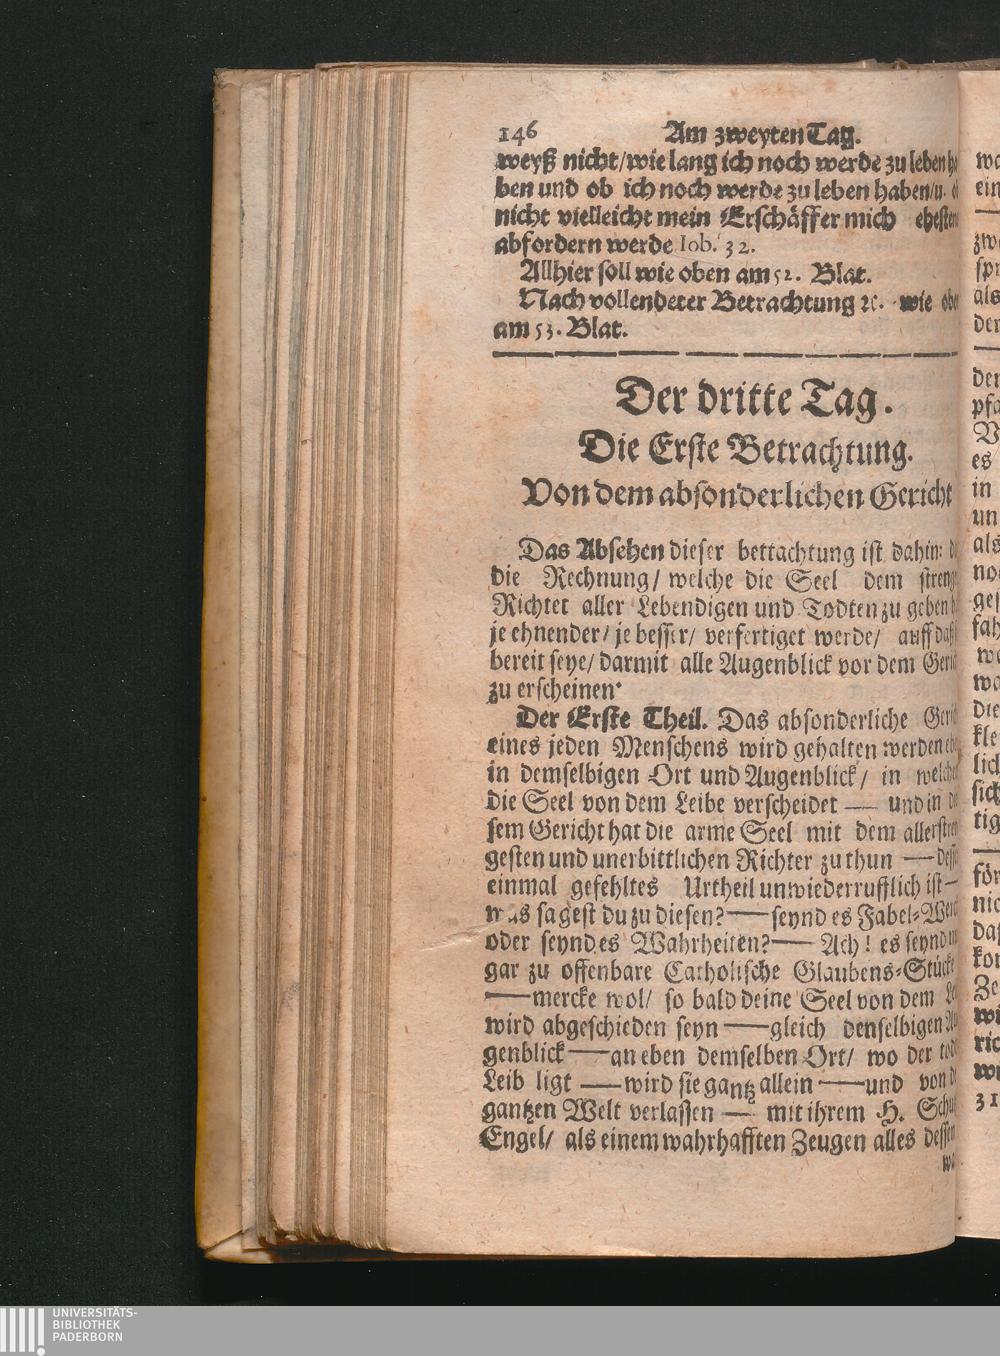 146 Am zweyten Tag.
weyß nicht/ wie lang ich noch werde zu leben
ben und ob ich noch werde zu leben haben/ u.
nicht vielleicht mein Erschäffer mich
abfordern werde Iob. 32.
Allhier soll wie oben am 52. Blat.
Nach vollendeter Betrachtung ꝛc. wie
am 53. Blat.
Der dritte Tag.
Die Erste Betrachtung.
Von dem absonderlichen Gericht
Das Absehen dieser bettachtung ist dahin:
die Rechnung/ welche die Seel dem
Richtet aller Lebendigen und Todten zu geben
je ehnender/ je besser/ verfertiget werde/ auff
bereit seye/ darmit alle Augenblick vor dem
zu erscheinen.
Der Erste Theil. Das absonderliche
eines jeden Menschens wird gehalten werden
in demselbigen Ort und Augenblick/ in
die Seel von dem Leibe verscheidet — und in
sem Gericht hat die arme Seel mit dem
gesten und unerbittlichen Richter zu thun —
einmal gefehltes Urtheil unwiederrufflich ist —
was sagest du zu diesen? — seynd es Fabel-
oder seynd es Wahrheiten? — Ach! es seynd
gar zu offenbare Catholische Glaubens-Stücke
— mercke wol/ so bald deine Seel von dem
wird abgeschieden seyn — gleich denselbigen
genblick — an eben demselben Ort/ wo der
Leib ligt — wird sie gantz allein — und von
gantzen Welt verlassen — mit ihrem H.
Engel/ als einem wahrhafften Zeugen alles
UNIVERSITÄTS-
BIBLIOTHEK
PADERBORN